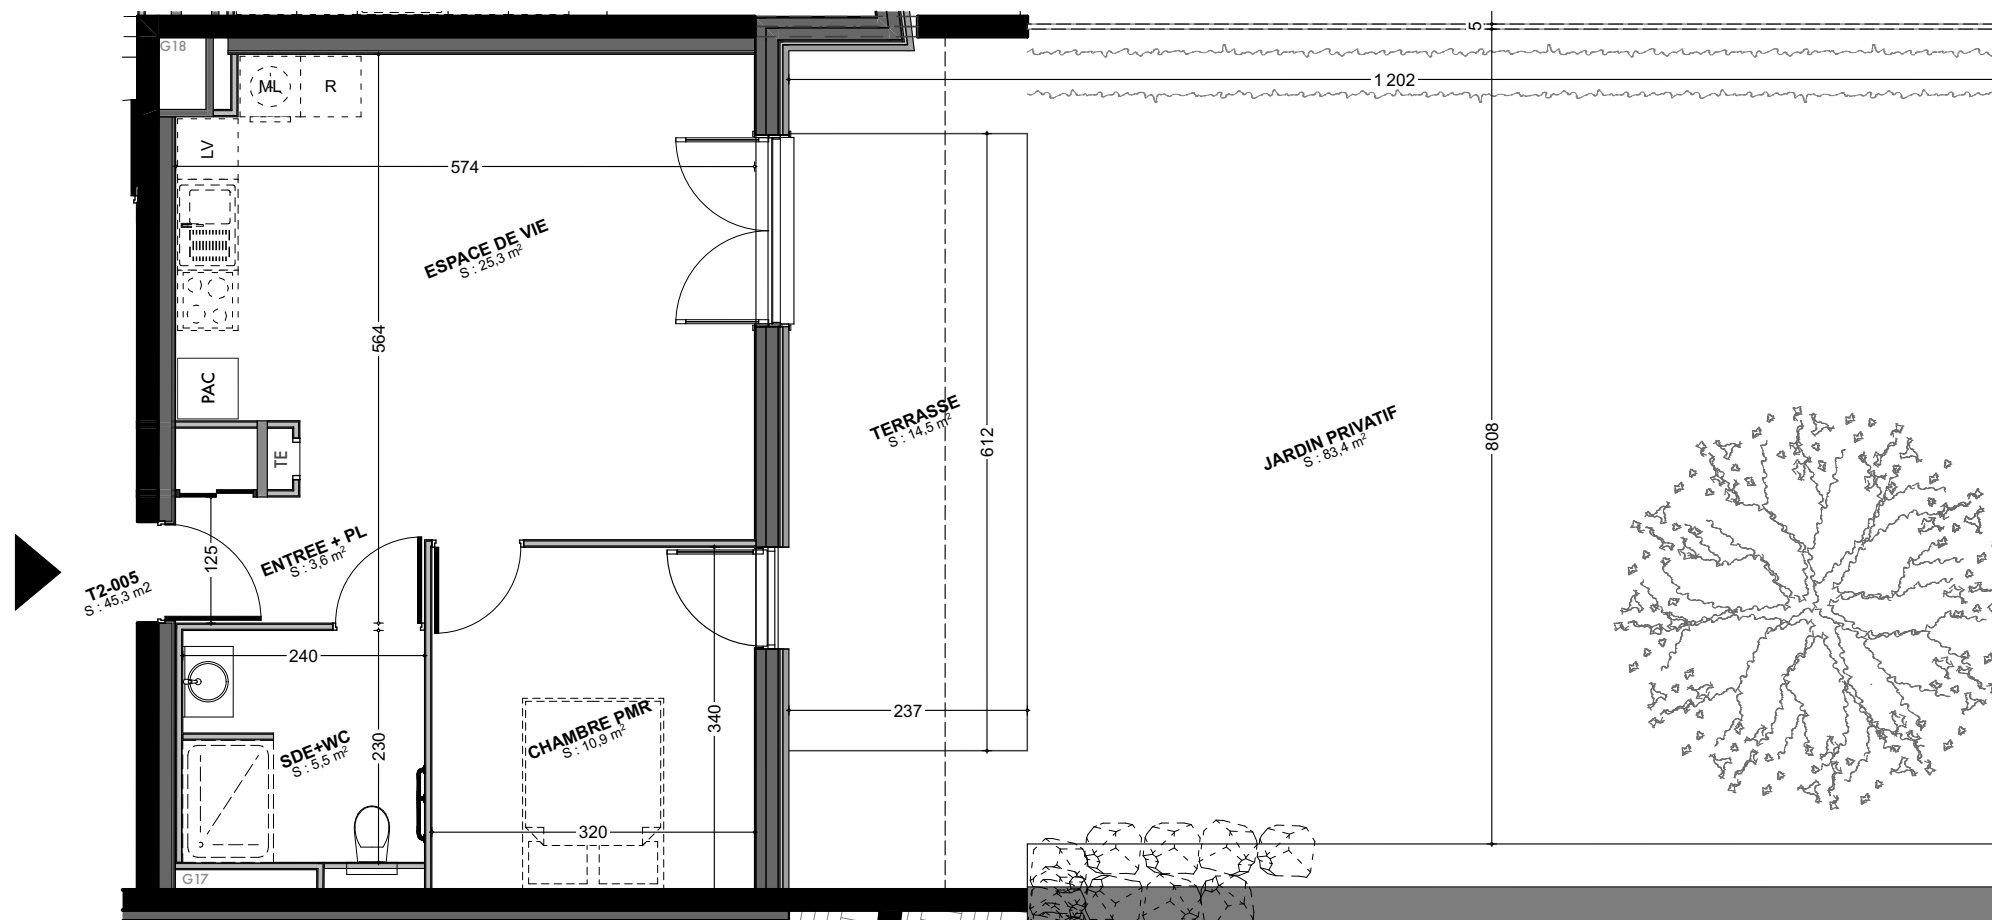 G18
5
ML
R
1 202
LV
574
ESPACE DE VIE
S : 25,3 m²
564
PAC
TERRASSE
S : 14,5 m²
612
JARDIN PRIVATIF
S : 83,4 m²
808
TE
ENTREE + PL
S : 3,6 m²
125
T2-005
S : 45,3 m2
240
SDE+WC
S : 5,5 m²
230
CHAMBRE PMR
S : 10,9 m²
340
237
320
G17